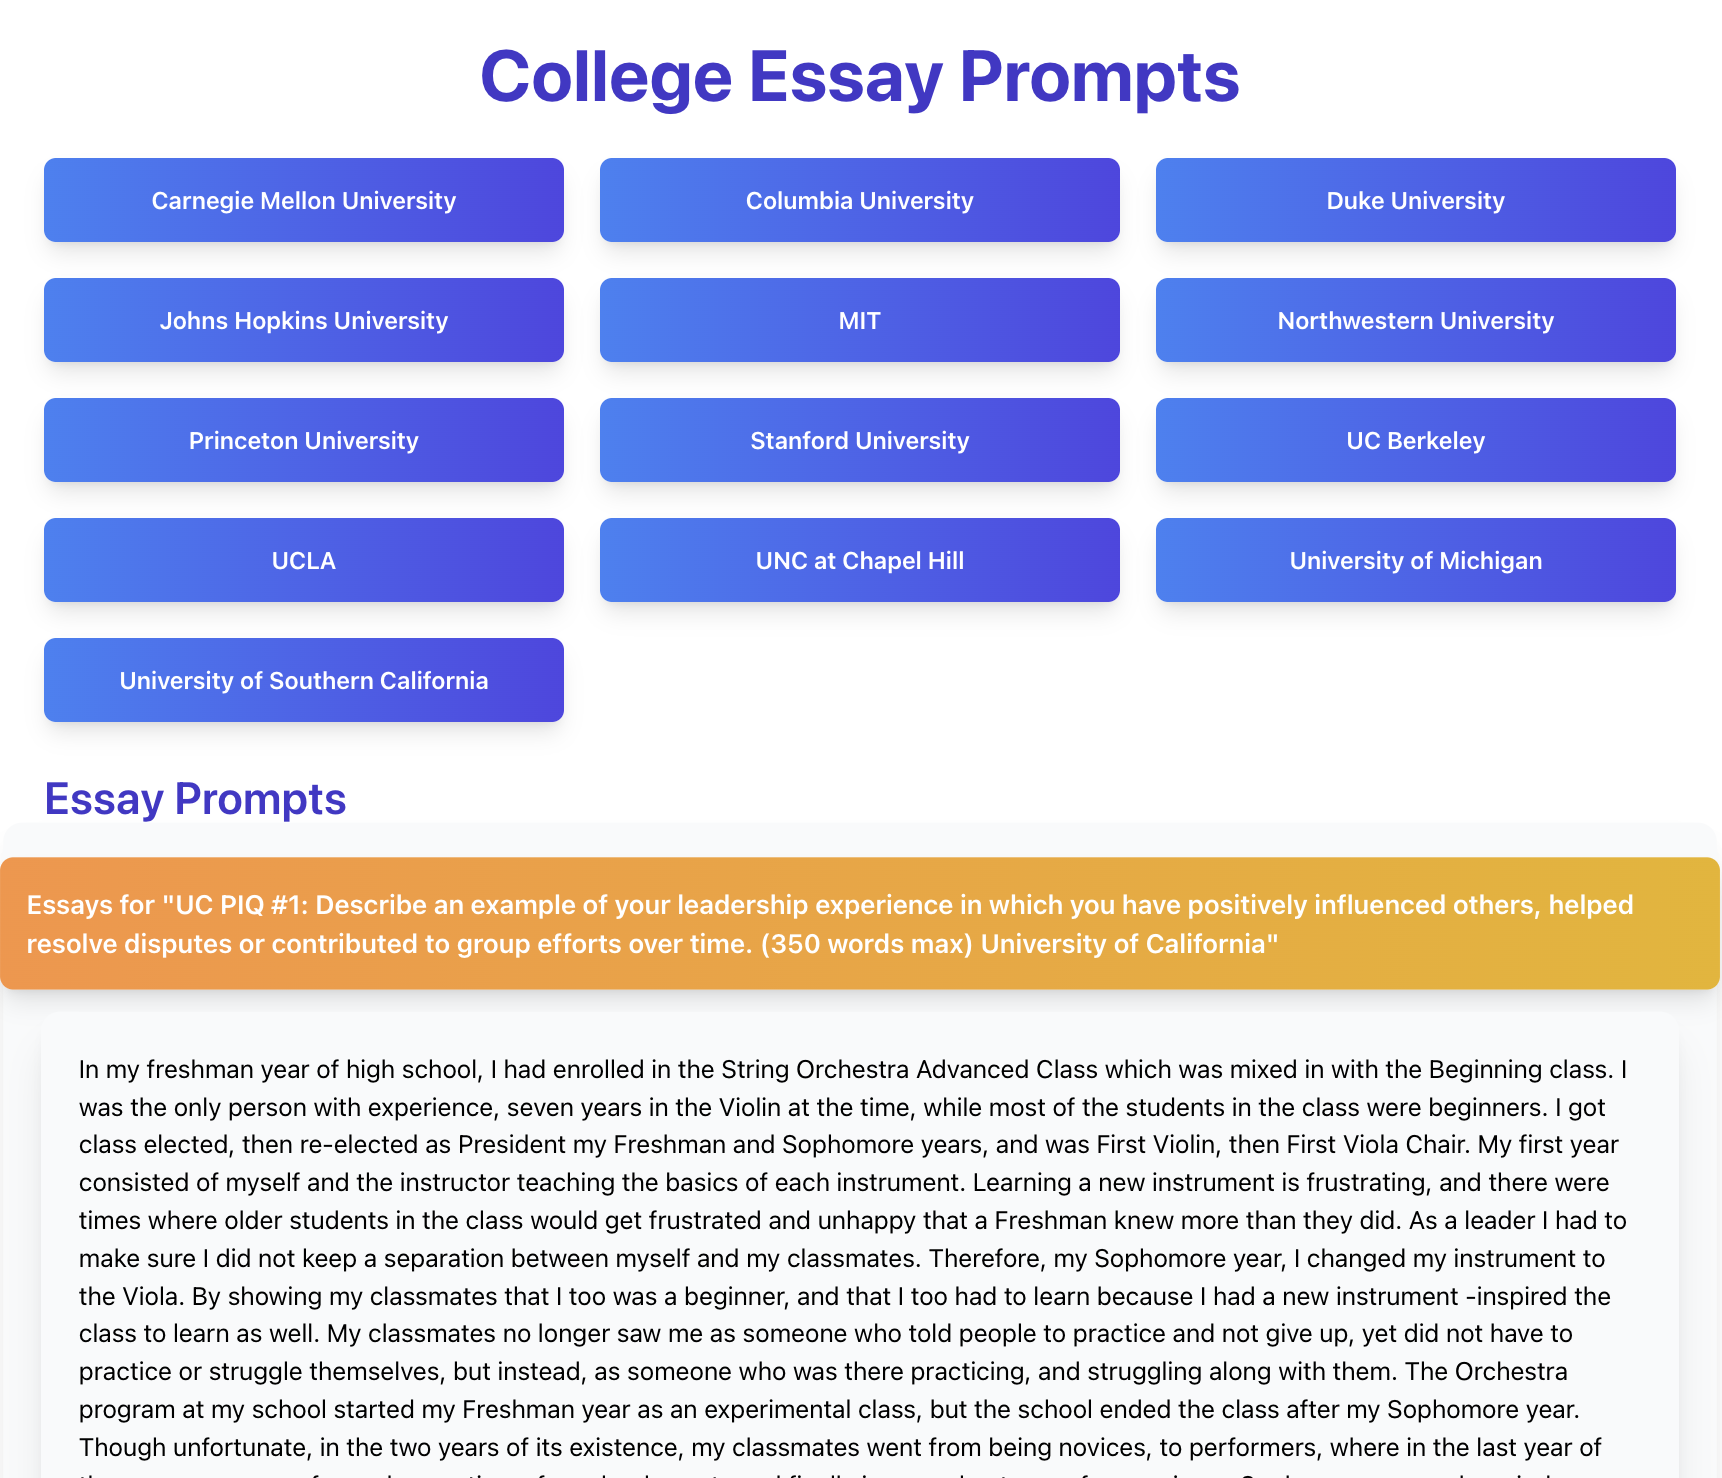 College Essay Prompts
Carnegie Mellon University
Columbia University
Duke University
Johns Hopkins University
MIT
Northwestern University
Princeton University
Stanford University
UC Berkeley
UCLA
UNC at Chapel Hill
University of Michigan
University of Southern California
Essay Prompts
Essays for "UC PIQ #1: Describe an example of your leadership experience in which you have positively influenced others, helped
resolve disputes or contributed to group efforts over time. (350 words max) University of California"
In my freshman year of high school, I had enrolled in the String Orchestra Advanced Class which was mixed in with the Beginning class. I
was the only person with experience, seven years in the Violin at the time, while most of the students in the class were beginners. I got
class elected, then re-elected as President my Freshman and Sophomore years, and was First Violin, then First Viola Chair. My first year
consisted of myself and the instructor teaching the basics of each instrument. Learning a new instrument is frustrating, and there were
times where older students in the class would get frustrated and unhappy that a Freshman knew more than they did. As a leader I had to
make sure I did not keep a separation between myself and my classmates. Therefore, my Sophomore year, I changed my instrument to
the Viola. By showing my classmates that I too was a beginner, and that I too had to learn because I had a new instrument -inspired the
class to learn as well. My classmates no longer saw me as someone who told people to practice and not give up, yet did not have to
practice or struggle themselves, but instead, as someone who was there practicing, and struggling along with them. The Orchestra
program at my school started my Freshman year as an experimental class, but the school ended the class after my Sophomore year.
Though unfortunate, in the two years of its existence, my classmates went from being novices, to performers, where in the last year of